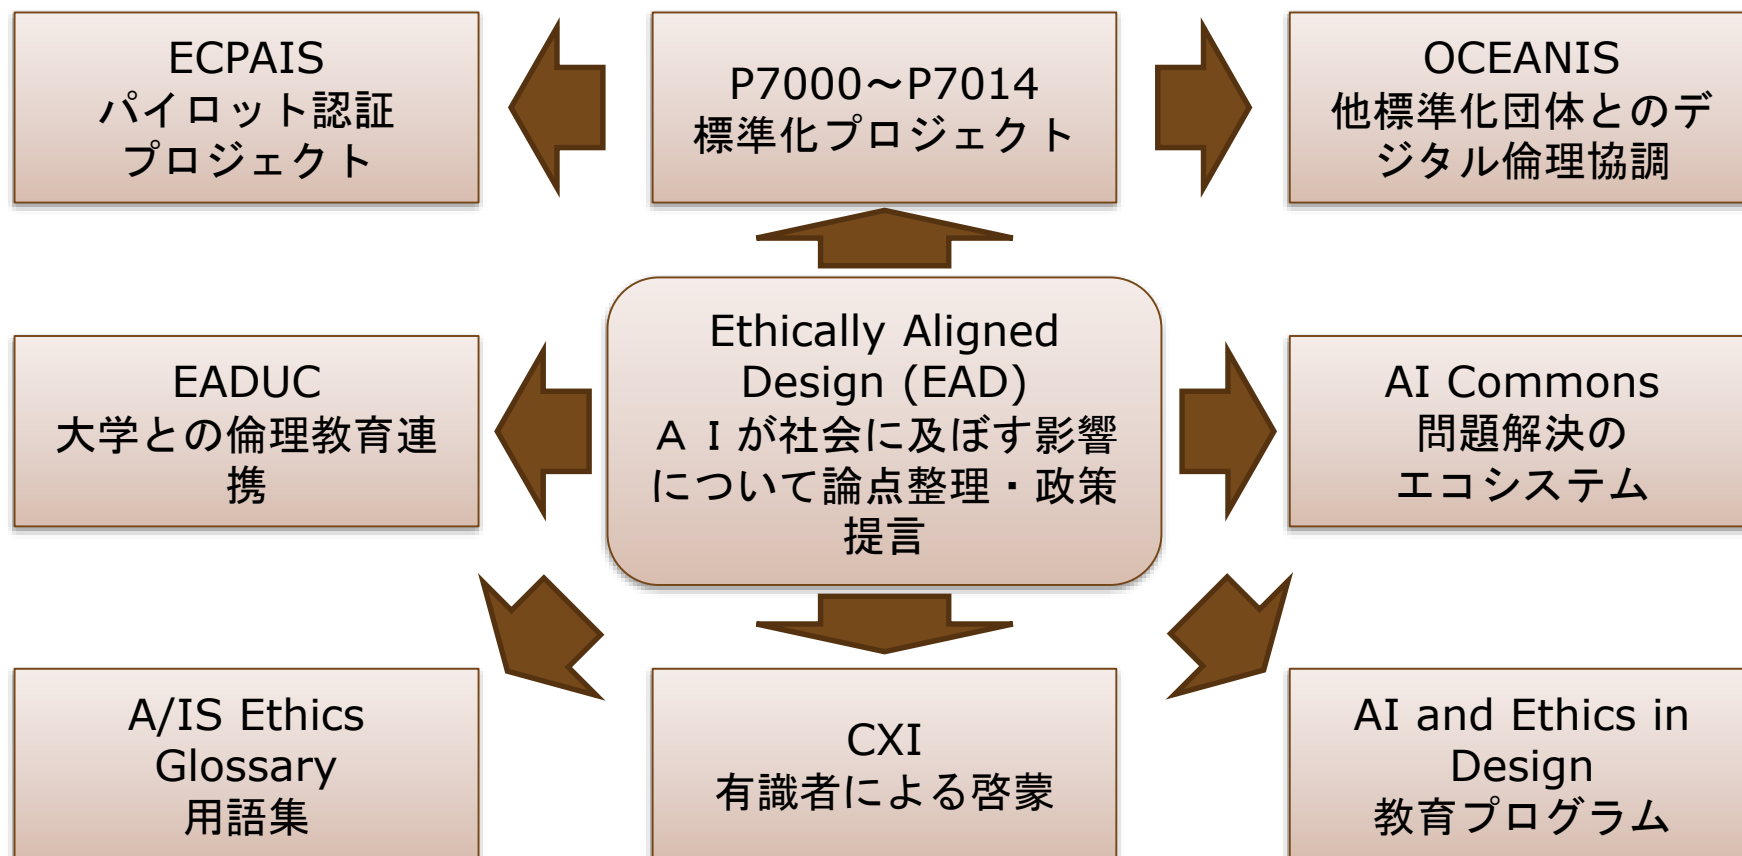 ECPAIS
パイロット認証
プロジェクト
P7000～P7014
標準化プロジェクト
OCEANIS
他標準化団体とのデ
ジタル倫理協調
EADUC
大学との倫理教育連
携
Ethically Aligned
Design (EAD)
ＡＩが社会に及ぼす影響
について論点整理・政策
提言
AI Commons
問題解決の
エコシステム
A/IS Ethics
Glossary
用語集
CXI
有識者による啓蒙
AI and Ethics in
Design
教育プログラム